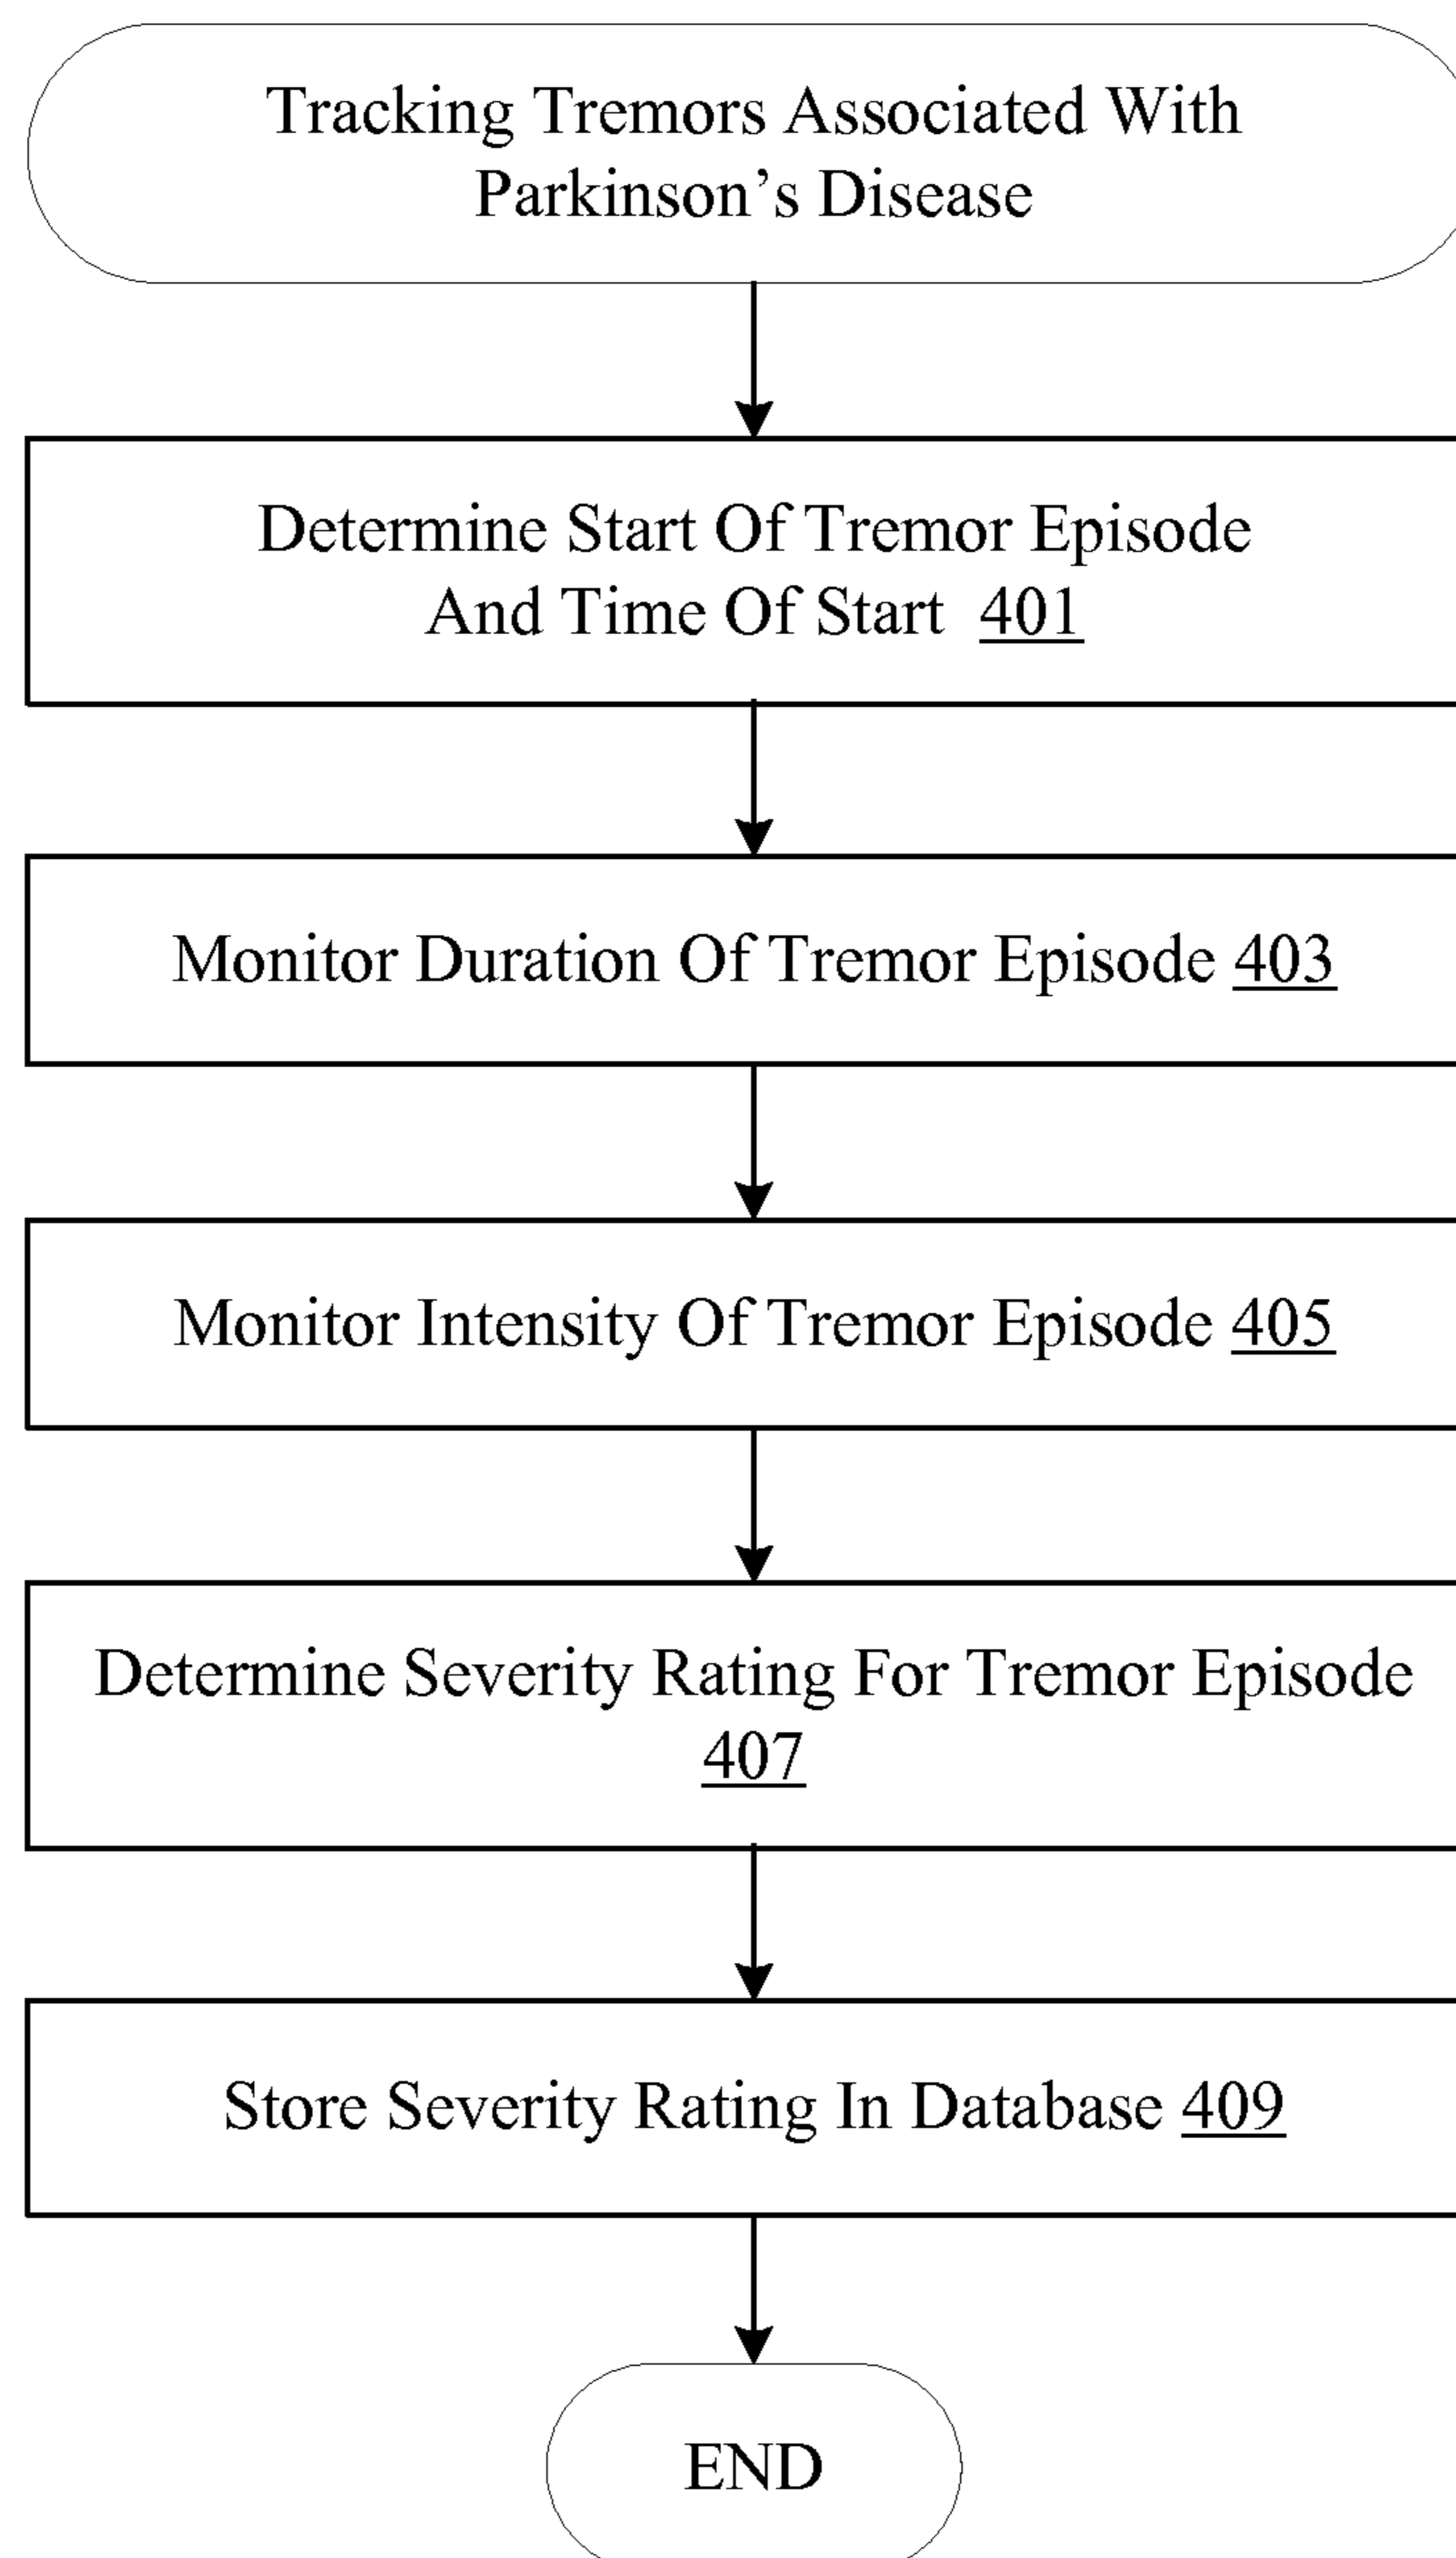 Tracking Tremors Associated With
Parkinson’s Disease
Determine Start Of Tremor Episode
And Time Of Start 401
Monitor Duration Of Tremor Episode 403
Monitor Intensity Of Tremor Episode 405
Determine Severity Rating For Tremor Episode
407
Store Severity Rating In Database 409
END